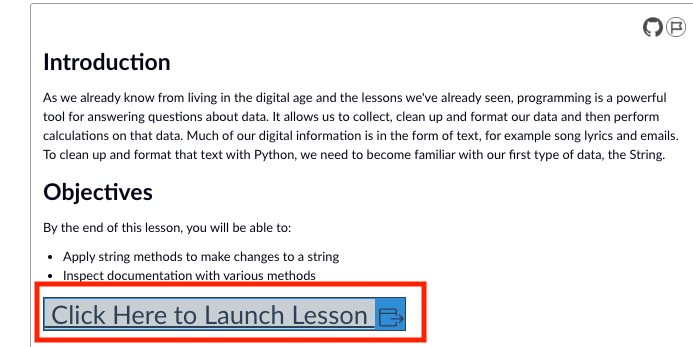 Introduction
As we already know from living in the digital age and the lessons we've already seen, programming is a powerful
tool for answering questions about data. It allows us to collect, clean up and format our data and then perform
calculations on that data. Much of our digital information is in the form of text, for example song lyrics and emails.
To clean up and format that text with Python, we need to become familiar with our first type of data, the String.
Objectives
By the end of this lesson, you will be able to:
• Apply string methods to make changes to a string
• Inspect documentation with various methods
Click Here to Launch Lesson